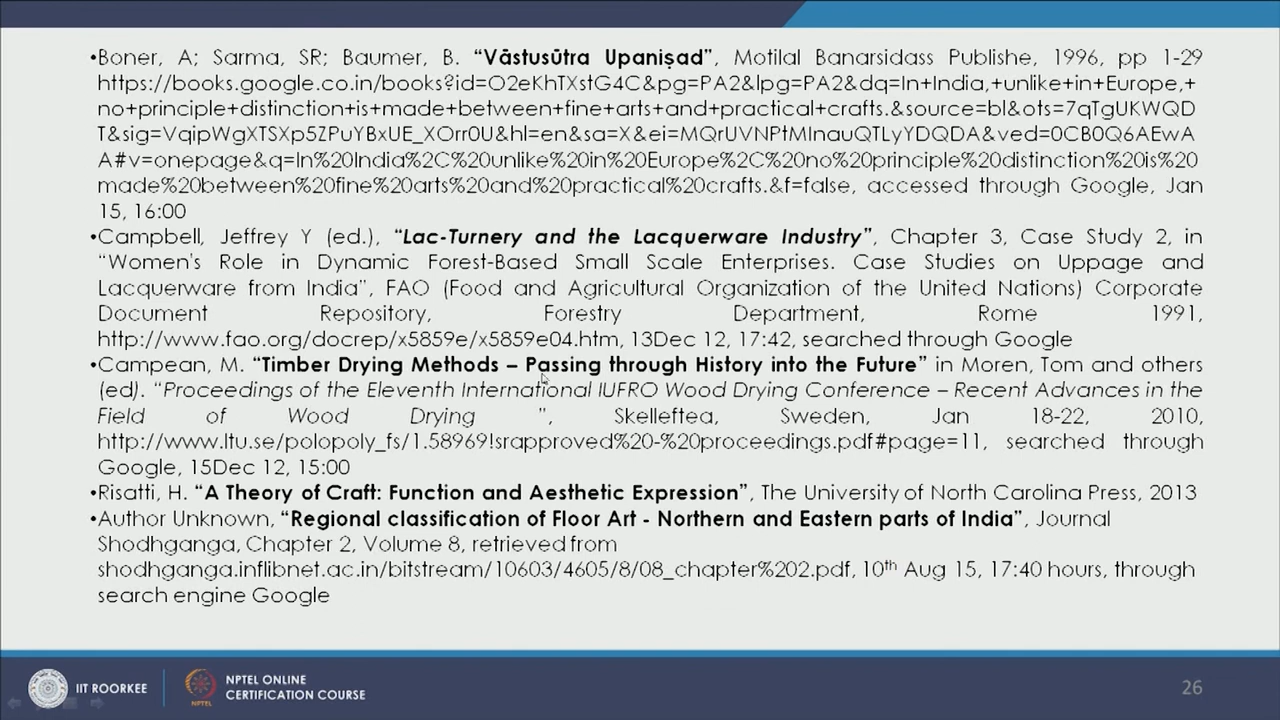 •Boner, A; Sarma, SR; Baumer, B. “Vāstusūtra Upaniṣad”, Motilal Banarsidass Publishe, 1996, pp 1-29
https://books.google.co.in/books?id=O2eKhTXstG4C&pg=PA2&lpg=PA2&dq=In+India,+unlike+in+Europe,+
no+principle+distinction+is+made+between+fine+arts+and+practical+crafts.&source=bl&ots=7qTgUKWQD
T&sig=VajpWgXTSXp5ZPuYBxUE_XOrr0U&hl=en&sa=X&ei=MQrUVNPtMInauQTLyYDQDA&ved=0CB0Q6AEwA
A#v=onepage&q=In%20India%2C%20unlike%20in%20Europe%2C%20no%20principle%20distinction%20is%20
made%20between%20fine%20arts%20and%20practical%20crafts.&f=false, accessed through Google, Jan
15, 16:00
•Campbell, Jeffrey Y (ed.), “Lac-Turnery and the Lacquerware Industry”, Chapter 3, Case Study 2, in
“Women's Role in Dynamic Forest-Based Small Scale Enterprises. Case Studies on Uppage and
Lacquerware from India”, FAO (Food and Agricultural Organization of the United Nations) Corporate
Document Repository, Forestry Department, Rome 1991,
http://www.fao.org/docrep/x5859e/x5859e04.htm, 13Dec 12, 17:42, searched through Google
•Campean, M. “Timber Drying Methods – Passing through History into the Future” in Moren, Tom and others
(ed). “Proceedings of the Eleventh International IUFRO Wood Drying Conference – Recent Advances in the
Field of Wood Drying ”, Skelleftea, Sweden, Jan 18-22, 2010,
http://www.ltu.se/polopoly_fs/1.58969!srapproved%20-%20proceedings.pdf#page=11, searched through
Google, 15Dec 12, 15:00
•Risatti, H. “A Theory of Craft: Function and Aesthetic Expression”, The University of North Carolina Press, 2013
•Author Unknown, “Regional classification of Floor Art - Northern and Eastern parts of India”, Journal
Shodhganga, Chapter 2, Volume 8, retrieved from
shodhganga.inflibnet.ac.in/bitstream/10603/4605/8/08_chapter%202.pdf, 10th Aug 15, 17:40 hours, through
search engine Google
IIT ROORKEE
NPTEL
NPTEL ONLINE
CERTIFICATION COURSE
26